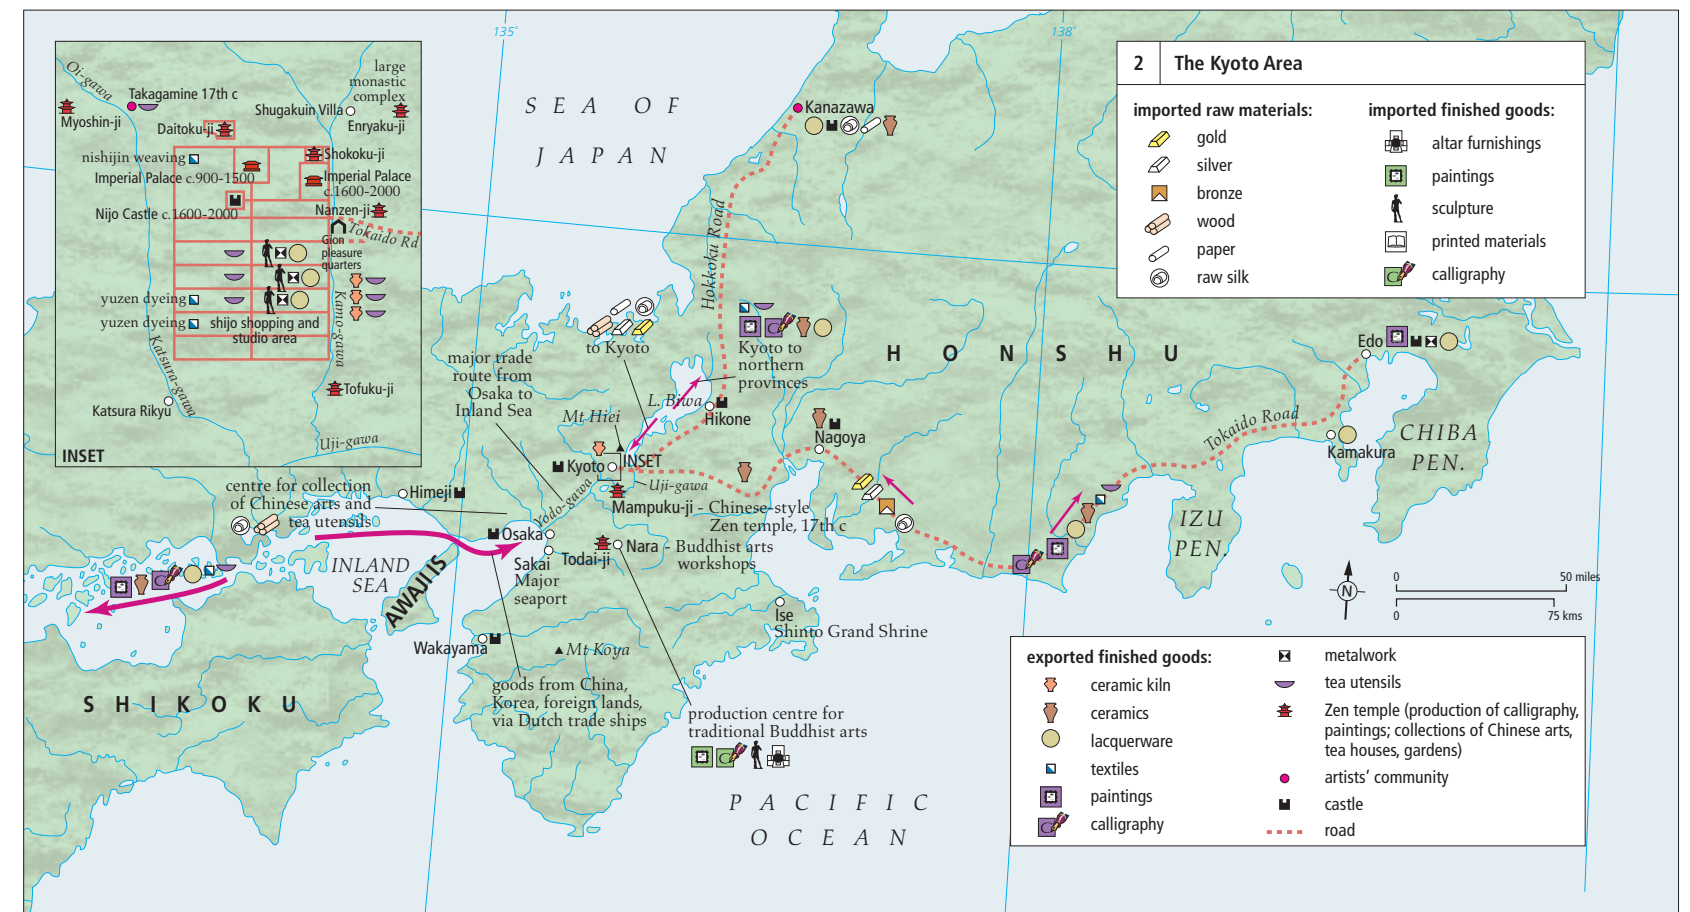 135°
138°
2 The Kyoto Area
imported raw materials:
gold
silver
bronze
wood
paper
raw silk
imported finished goods:
altar furnishings
paintings
sculpture
printed materials
calligraphy
Oi-gawa
large
monastic
complex
Takagamine 17th c
Myoshin-ji
Shugakuin Villa
Enryaku-ji
Daitoku-ji
nishijin weaving
Shokoku-ji
Imperial Palace c.900-1500
Imperial Palace
c.1600-2000
Nijo Castle c.1600-2000
Nanzen-ji
Tokaido Rd
Gion
pleasure
quarters
yuzen dyeing
yuzen dyeing
shijo shopping and
studio area
Kamo-gawa
Katsura-gawa
Tofuku-ji
Katsura Rikyu
Uji-gawa
INSET
SEA OF
JAPAN
Kanazawa
Hokkoku Road
to Kyoto
Kyoto to
northern
provinces
HONSHU
Edo
major trade
route from
Osaka to
Inland Sea
L. Biwa
Mt Hiei
Hikone
Nagoya
Tokaido Road
Kamakura
CHIBA
PEN.
Kyoto
INSET
Uji-gawa
Yodo-gawa
Mampuku-ji - Chinese-style
Zen temple, 17th c
centre for collection
of Chinese arts and
tea utensils
Himeji
Osaka
Sakai
Major
seaport
Todai-ji
Nara - Buddhist arts
workshops
INLAND
SEA
AWAJI IS
IZU
PEN.
N
0 50 miles
0 75 kms
Ise
Shinto Grand Shrine
Wakayama
Mt Koya
SHIKOKU
goods from China,
Korea, foreign lands,
via Dutch trade ships
production centre for
traditional Buddhist arts
PACIFIC
OCEAN
exported finished goods:
ceramic kiln
ceramics
lacquerware
textiles
paintings
calligraphy
metalwork
tea utensils
Zen temple (production of calligraphy,
paintings; collections of Chinese arts,
tea houses, gardens)
artists' community
castle
road